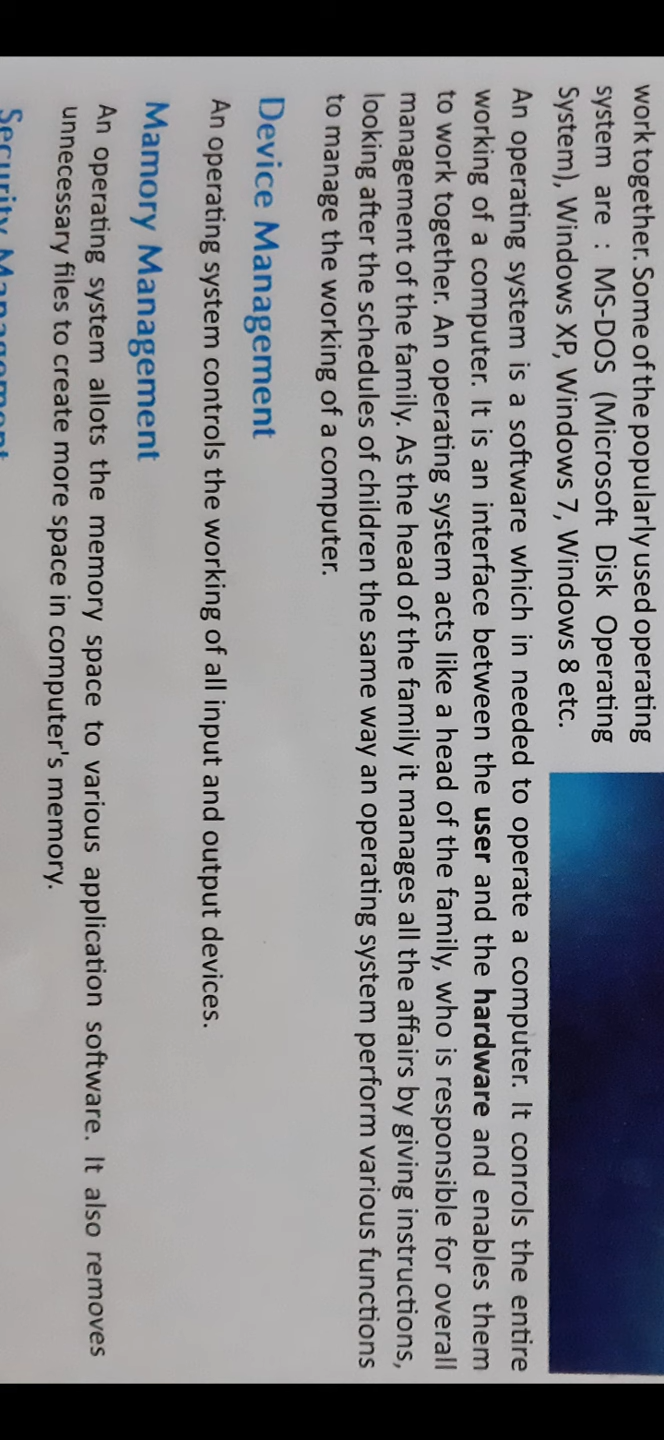 work together. Some of the popularly used operating
system are : MS-DOS (Microsoft Disk Operating
System), Windows XP, Windows 7, Windows 8 etc.
An operating system is a software which in needed to operate a computer. It conrols the entire
working of a computer. It is an interface between the user and the hardware and enables them
to work together. An operating system acts like a head of the family, who is responsible for overall
management of the family. As the head of the family it manages all the affairs by giving instructions,
looking after the schedules of children the same way an operating system perform various functions
to manage the working of a computer.
Device Management
An operating system controls the working of all input and output devices.
Mamory Management
An operating system allots the memory space to various application software. It also removes
unnecessary files to create more space in computer's memory.
Security Management